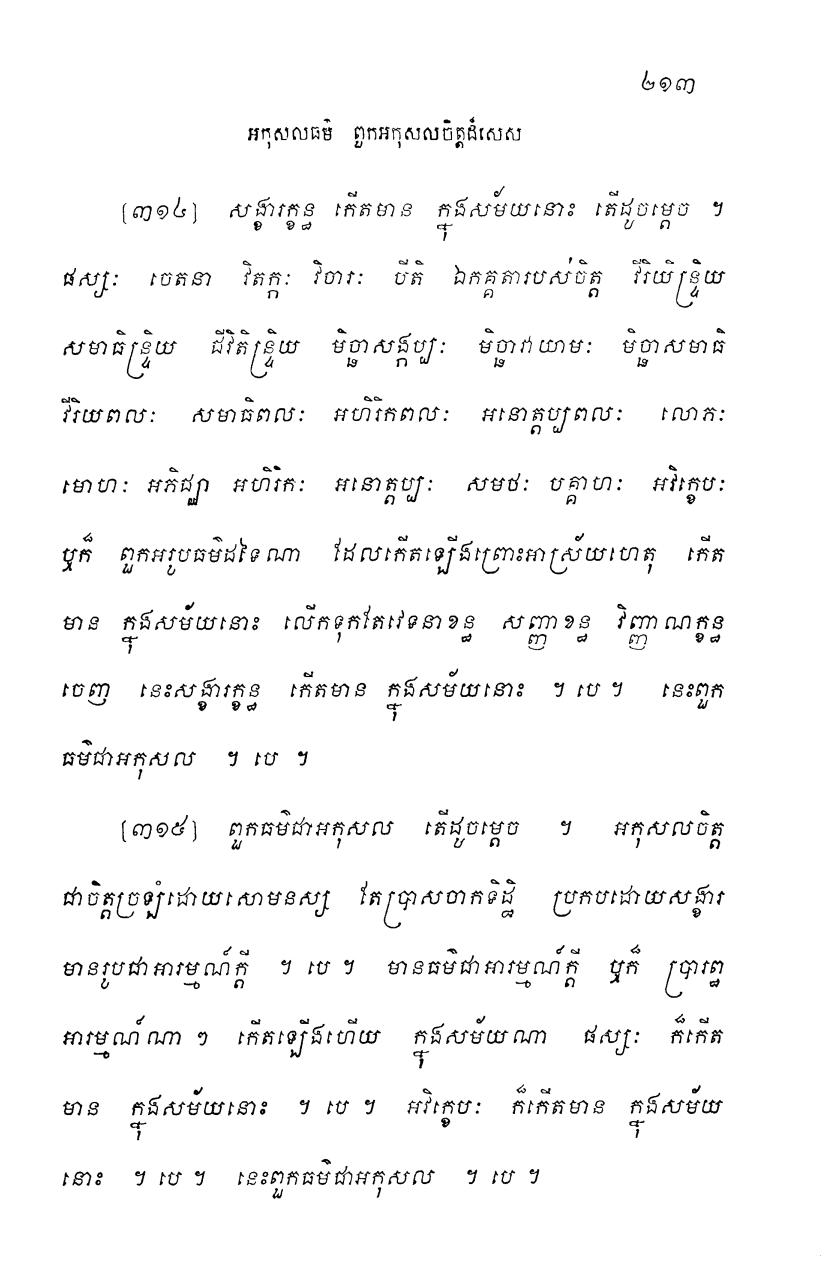 ២១៣
អកុសលធម៌ ពួកអកុសលចិត្តដ៏សេស
[៣១៤] សង្ខារក្ខន្ធ កើតមាន ក្នុងសម័យនោះ តើដូចម្តេច ។
ផស្សៈ ចេតនា វិតក្កៈ វិចារៈ បីតិ ឯកគ្គតារបស់ចិត្ត វីរិយិន្ទ្រិយ
សមាធិន្ទ្រិយ ជីវិតិន្ទ្រិយ មិច្ឆាសង្កប្បៈ មិច្ឆាវាយាមៈ មិច្ឆាសមាធិ
វីរិយពលៈ សមាធិពលៈ អហិរិកពលៈ អនោត្តប្បពលៈ លោភៈ
មោហៈ អភិជ្ឈា អហិរិកៈ អនោត្តប្បៈ សមថៈ បគ្គាហៈ អវិក្ខេបៈ
ឬក៏ ពួកអរូបធម៌ដទៃណា ដែលកើតឡើងព្រោះអាស្រ័យហេតុ កើត
មាន ក្នុងសម័យនោះ លើកទុកតែវេទនាខន្ធ សញ្ញាខន្ធ វិញ្ញាណក្ខន្ធ
ចេញ នេះសង្ខារក្ខន្ធ កើតមាន ក្នុងសម័យនោះ ។ បេ ។ នេះពួក
ធម៌ជាអកុសល ។ បេ ។
[៣១៥] ពួកធម៌ជាអកុសល តើដូចម្តេច ។ អកុសលចិត្ត
ជាចិត្តច្រឡំដោយសោមនស្ស តែប្រាសចាកទិដ្ឋិ ប្រកបដោយសង្ខារ
មានរូបជាអារម្មណ៍ក្តី ។ បេ ។ មានធម៌ជាអារម្មណ៍ក្តី ឬក៏ ប្រារព្ធ
អារម្មណ៍ណា ៗ កើតឡើងហើយ ក្នុងសម័យណា ផស្សៈ ក៏កើត
មាន ក្នុងសម័យនោះ ។ បេ ។ អវិក្ខេបៈ ក៏កើតមាន ក្នុងសម័យ
នោះ ។ បេ ។ នេះពួកធម៌ជាអកុសល ។ បេ ។